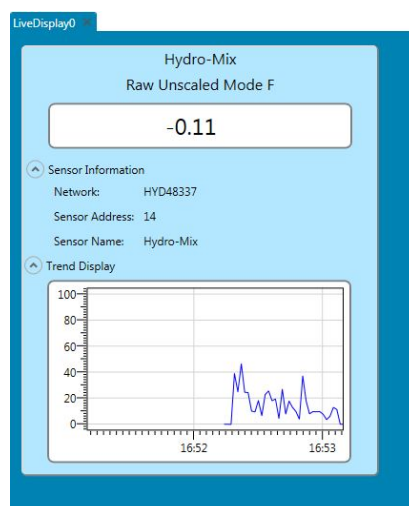 LiveDisplay0
Hydro-Mix
Raw Unscaled Mode F
-0.11
Sensor Information
Network: HYD48337
Sensor Address: 14
Sensor Name: Hydro-Mix
Trend Display
100
80
60
40
20
0
16:52 16:53